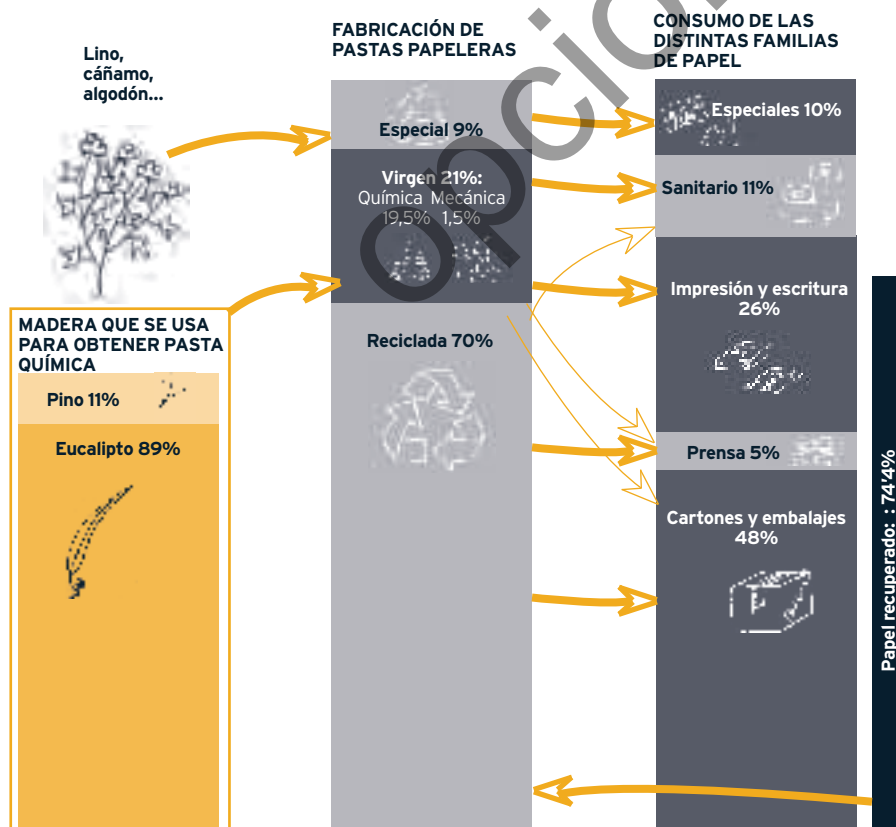 Lino,
cáñamo,
algodón...
MADERA QUE SE USA
PARA OBTENER PASTA
QUÍMICA
Pino 11%
Eucalipto 89%
FABRICACIÓN DE
PASTAS PAPELERAS
Especial 9%
Virgen 21%:
Química Mecánica
19,5% 1,5%
Reciclada 70%
CONSUMO DE LAS
DISTINTAS FAMILIAS
DE PAPEL
Especiales 10%
Sanitario 11%
Impresión y escritura
26%
Prensa 5%
Cartones y embalajes
48%
Papel recuperado: : 74'4%
opcio